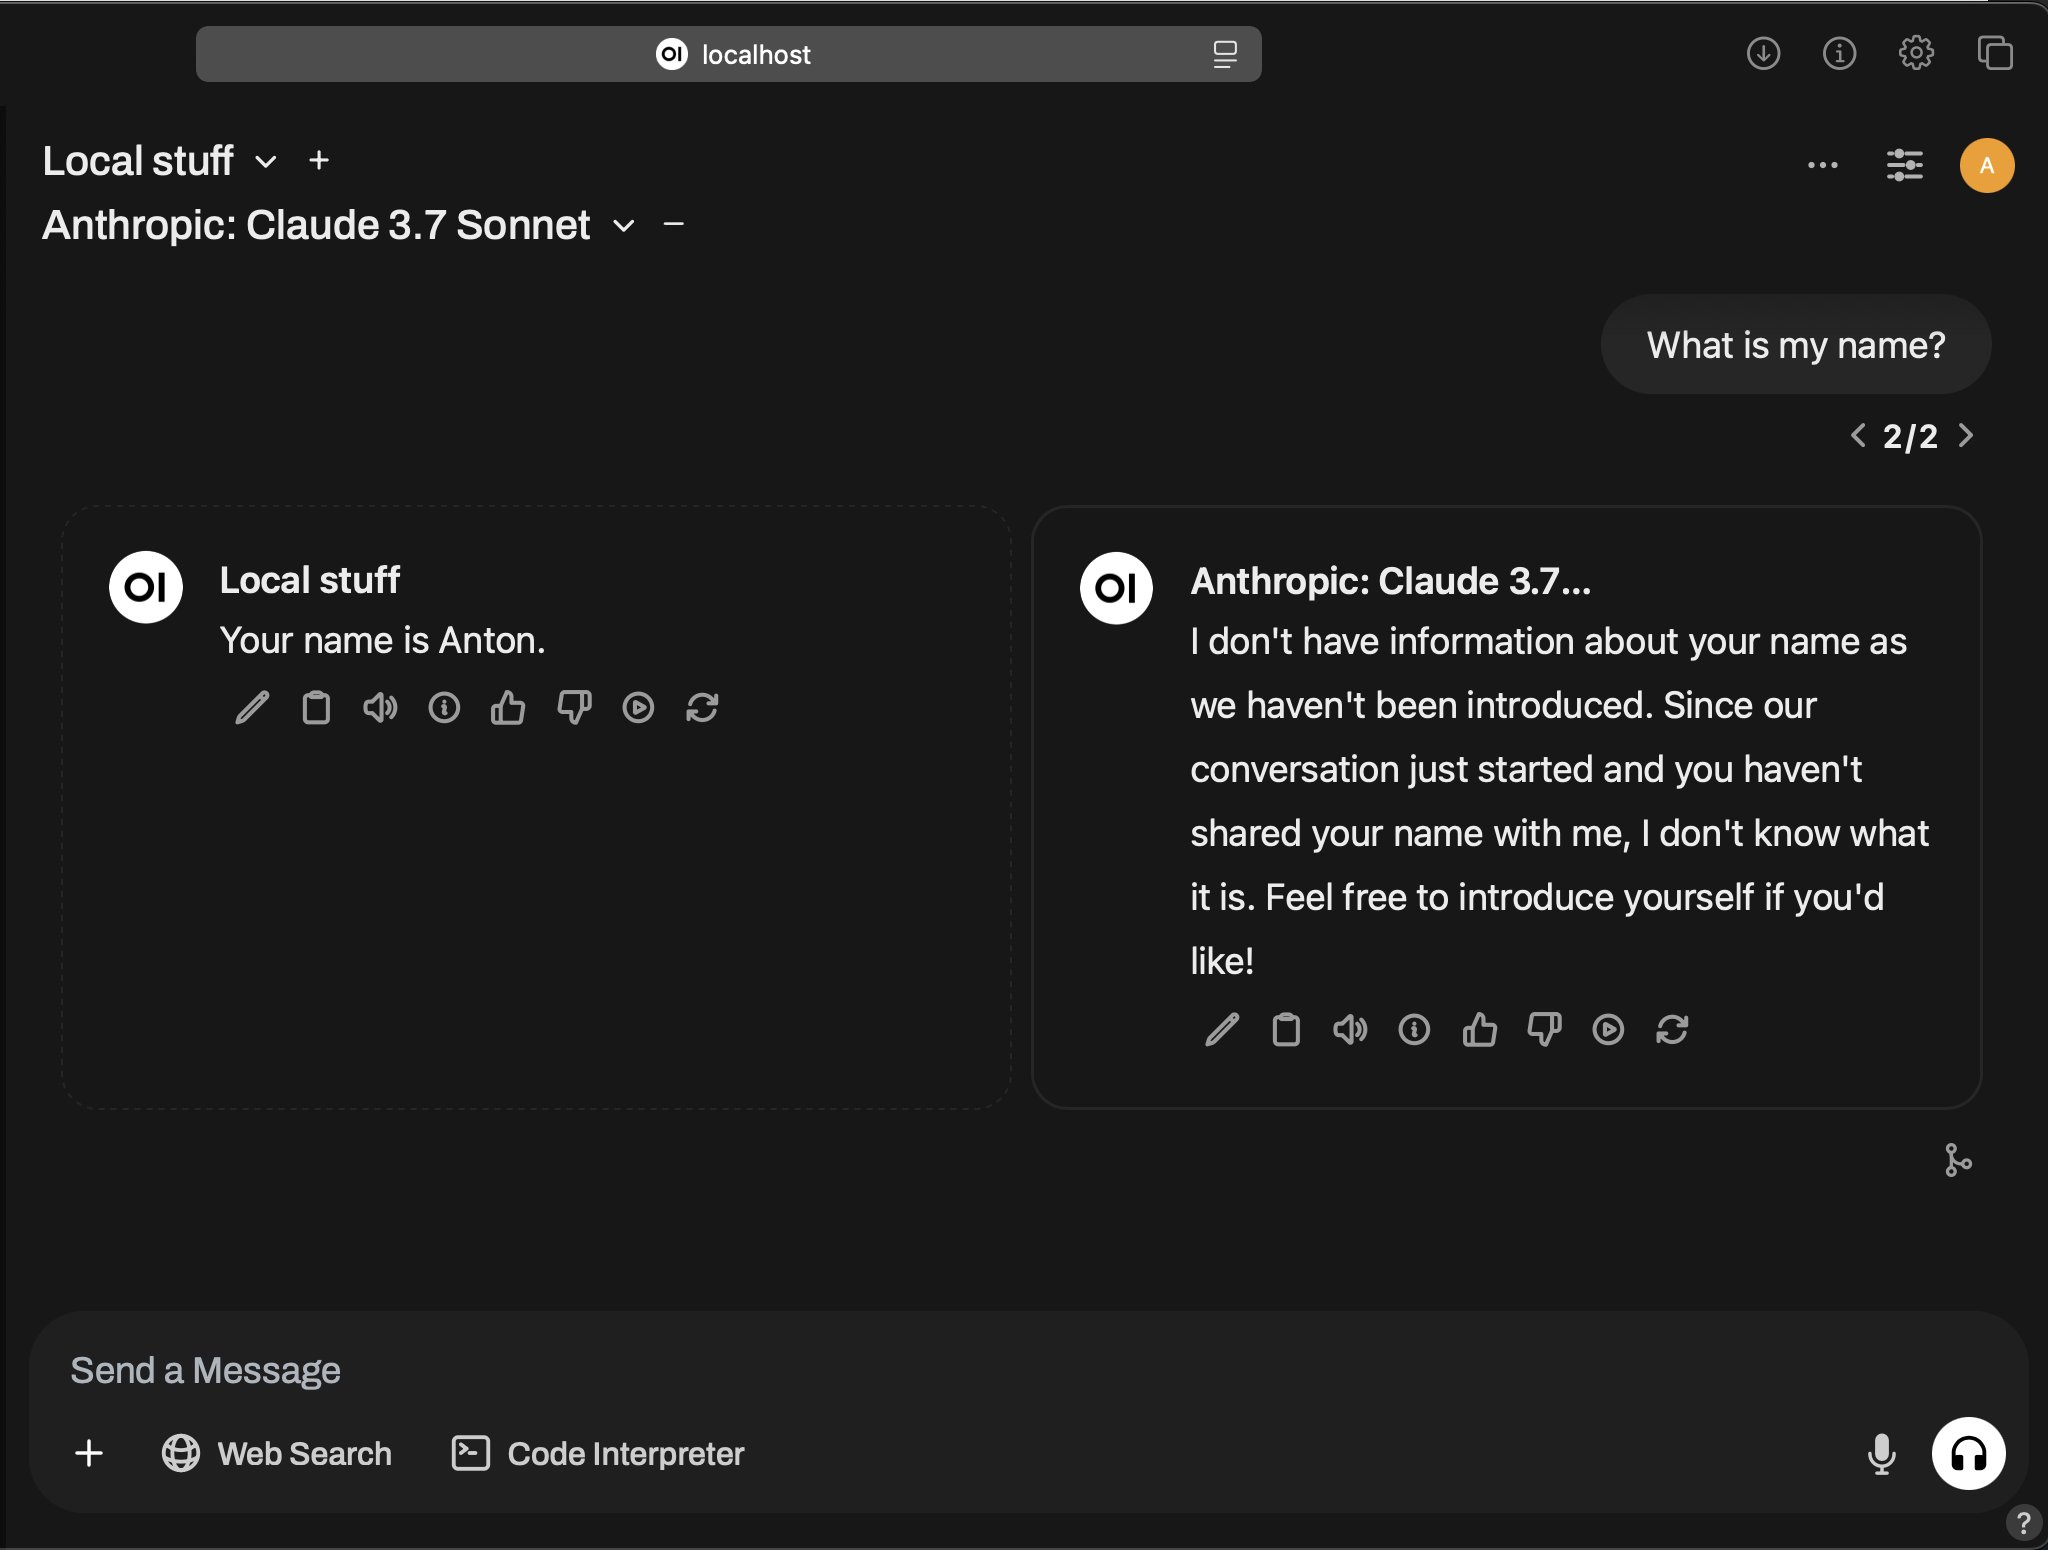 OI localhost
Local stuff
Anthropic: Claude 3.7 Sonnet
A
What is my name?
2/2
OI Local stuff
Your name is Anton.
OI Anthropic: Claude 3.7...
I don't have information about your name as
we haven't been introduced. Since our
conversation just started and you haven't
shared your name with me, I don't know what
it is. Feel free to introduce yourself if you'd
like!
Send a Message
Web Search Code Interpreter
?